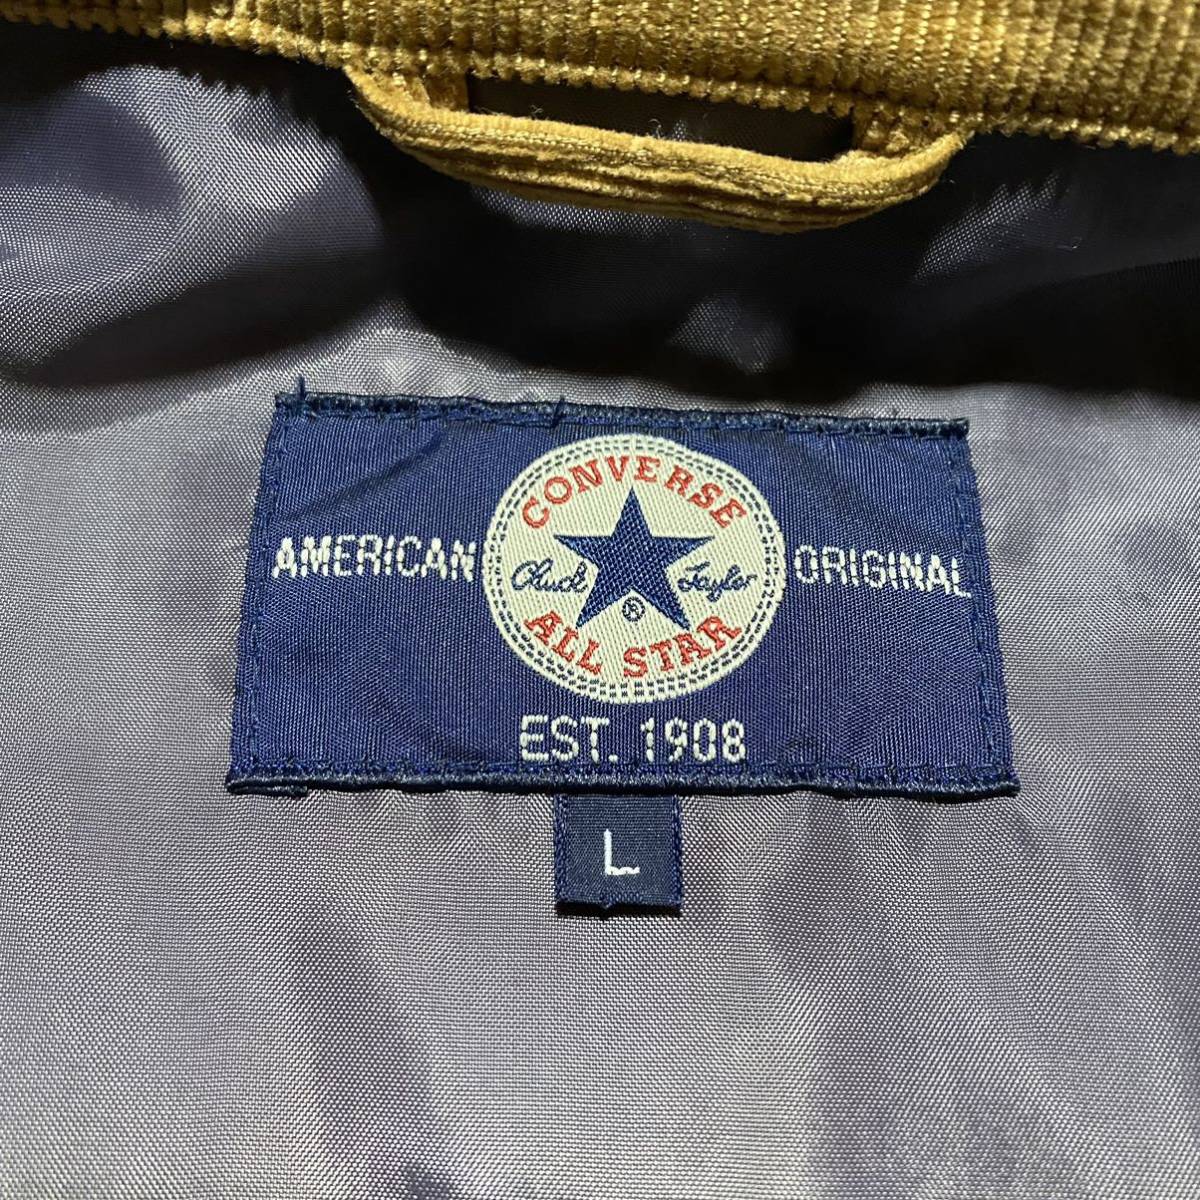 CONVERSE
AMERICAN Chuck Taylor ORIGINAL
®
ALL STAR
EST. 1908
L